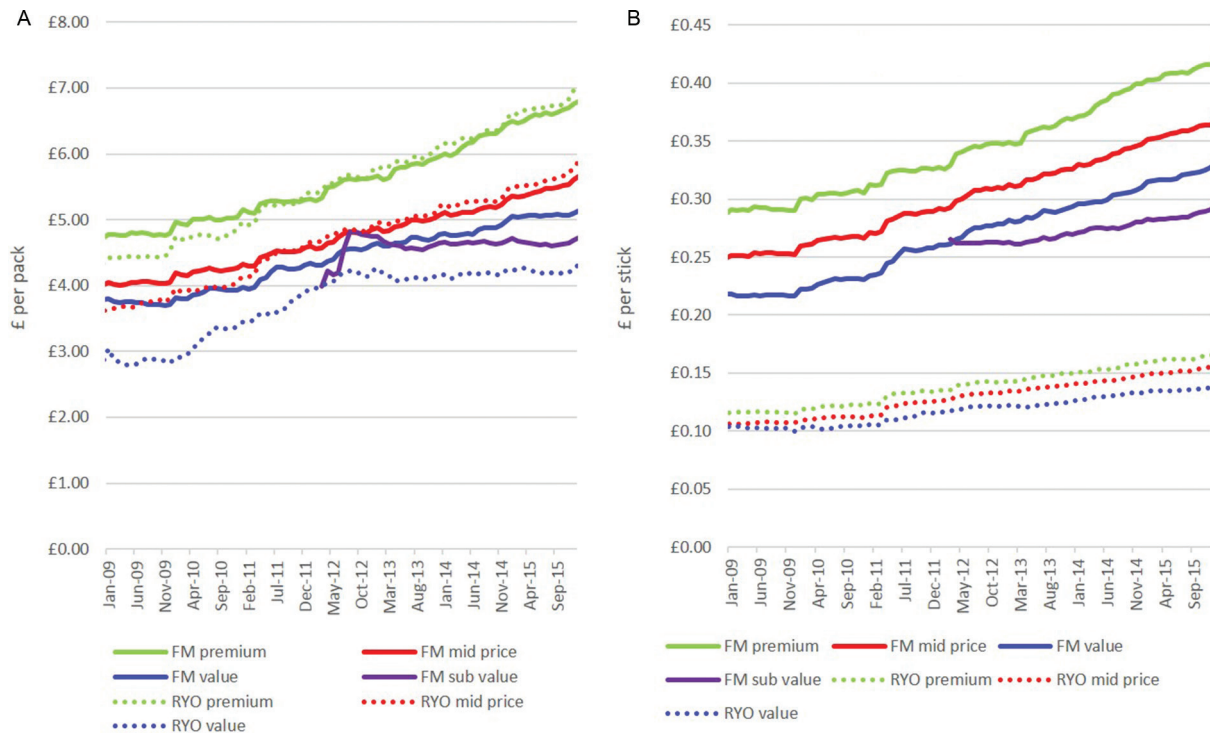 A
£8.00
£7.00
£6.00
£5.00
£4.00
£3.00
£2.00
£1.00
£0.00
£ per pack
Jan-09
Jun-09
Nov-09
Apr-10
Sep-10
Feb-11
Jul-11
Dec-11
May-12
Oct-12
Mar-13
Aug-13
Jan-14
Jun-14
Nov-14
Apr-15
Sep-15
FM premium FM mid price
FM value FM sub value
RYO premium RYO mid price
RYO value
B
£0.45
£0.40
£0.35
£0.30
£0.25
£0.20
£0.15
£0.10
£0.05
£0.00
£ per stick
Jan-09
Jun-09
Nov-09
Apr-10
Sep-10
Feb-11
Jul-11
Dec-11
May-12
Oct-12
Mar-13
Aug-13
Jan-14
Jun-14
Nov-14
Apr-15
Sep-15
FM premium FM mid price FM value
FM sub value RYO premium RYO mid price
RYO value